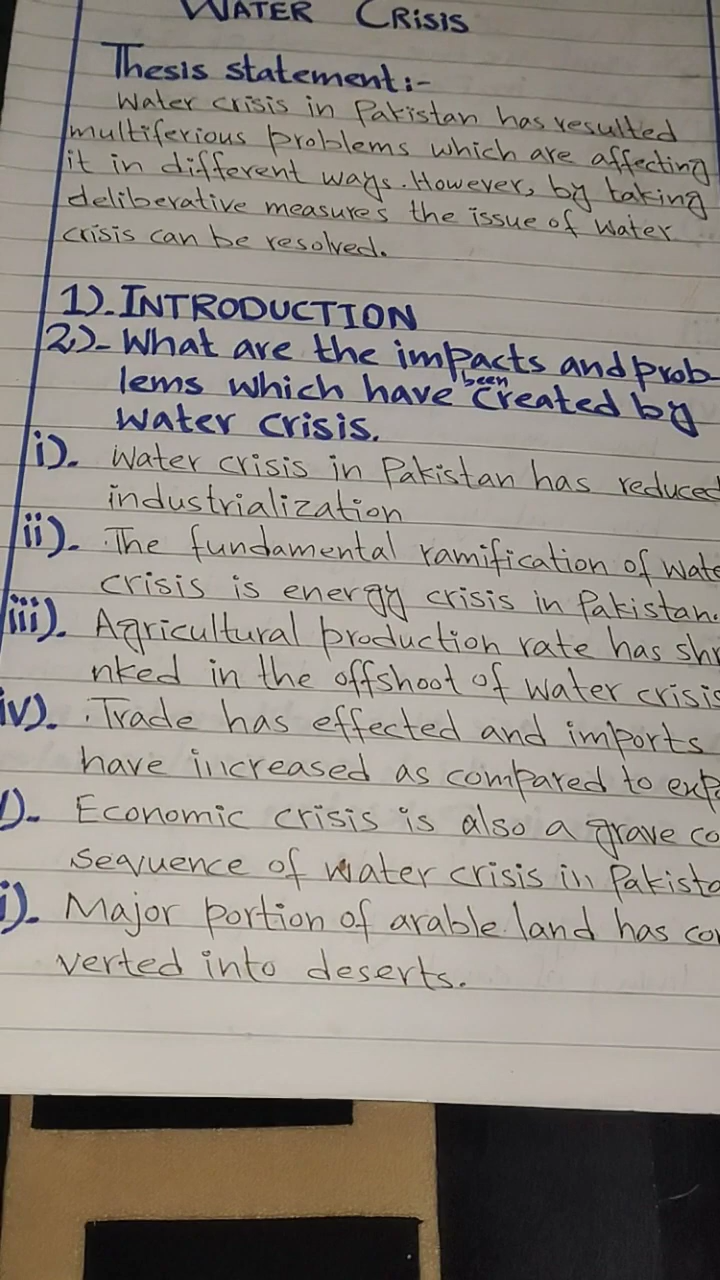 WATER CRISIS
Thesis statement:-
Water crisis in Pakistan has resulted
multiferious problems which are affecting
it in different ways. However, by taking
deliberative measures the issue of water
crisis can be resolved.
1). INTRODUCTION
2)- What are the impacts and prob-
lems which have been created by
water crisis.
i). Water crisis in Pakistan has reduced
industrialization
ii). The fundamental ramification of wate
crisis is energy crisis in Pakistan.
iii). Agricultural production rate has shr
nked in the offshoot of water crisis
iv). Trade has effected and imports
have increased as compared to exp
). Economic crisis is also a grave co
sequence of water crisis in Pakista
i). Major portion of arable land has co
verted into deserts.